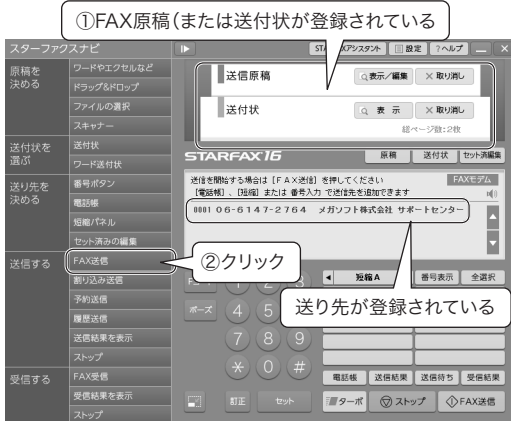 ①FAX原稿(または送付状が登録されている
スターファクスナビ
設定
?ヘルプ
原稿を
決める
ワードやエクセルなど
ドラッグ&ドロップ
ファイルの選択
スキャナー
送付状を
選ぶ
送付状
ワード送付状
送り先を
決める
番号ボタン
電話帳
短縮パネル
セット済みの編集
送信する
FAX送信
割り込み送信
予約送信
履歴送信
送信結果を表示
ストップ
受信する
FAX受信
受信結果を表示
ストップ
送信原稿
表示/編集
×取り消し
送付状
表 示
×取り消し
総ページ数:2枚
STARFAX16
原稿
送付状
セット済編集
送信を開始する場合は[FAX送信]を押してください
[電話帳]、[短縮]または 番号入力 で送信先を追加できます
FAXモデム
0001 06-6147-2764 メガソフト株式会社 サポートセンター
②クリック
送り先が登録されている
短縮A
番号表示
全選択
ポーズ
4
5
7
8
9
*
0
#
訂正
セット
電話帳
送信結果
送信待ち
受信結果
ターボ
ストップ
FAX送信